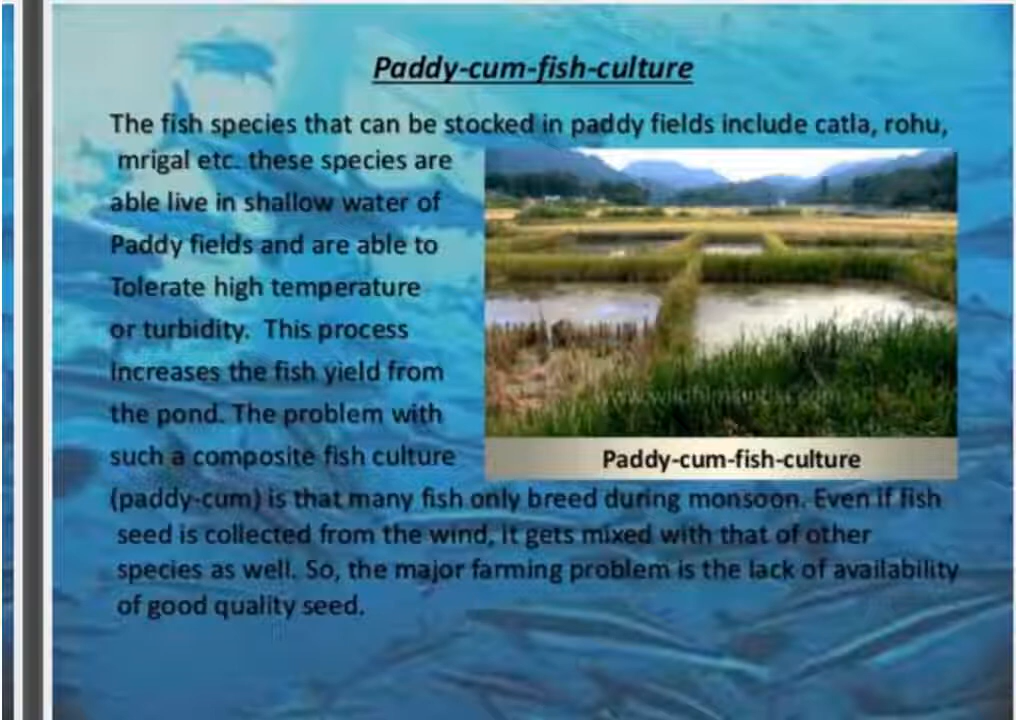 Paddy-cum-fish-culture
The fish species that can be stocked in paddy fields include catla, rohu,
mrigal etc. these species are
able live in shallow water of
Paddy fields and are able to
Tolerate high temperature
or turbidity. This process
Increases the fish yield from
the pond. The problem with
such a composite fish culture
Paddy-cum-fish-culture
(paddy-cum) is that many fish only breed during monsoon. Even if fish
seed is collected from the wind, it gets mixed with that of other
species as well. So, the major farming problem is the lack of availability
of good quality seed.